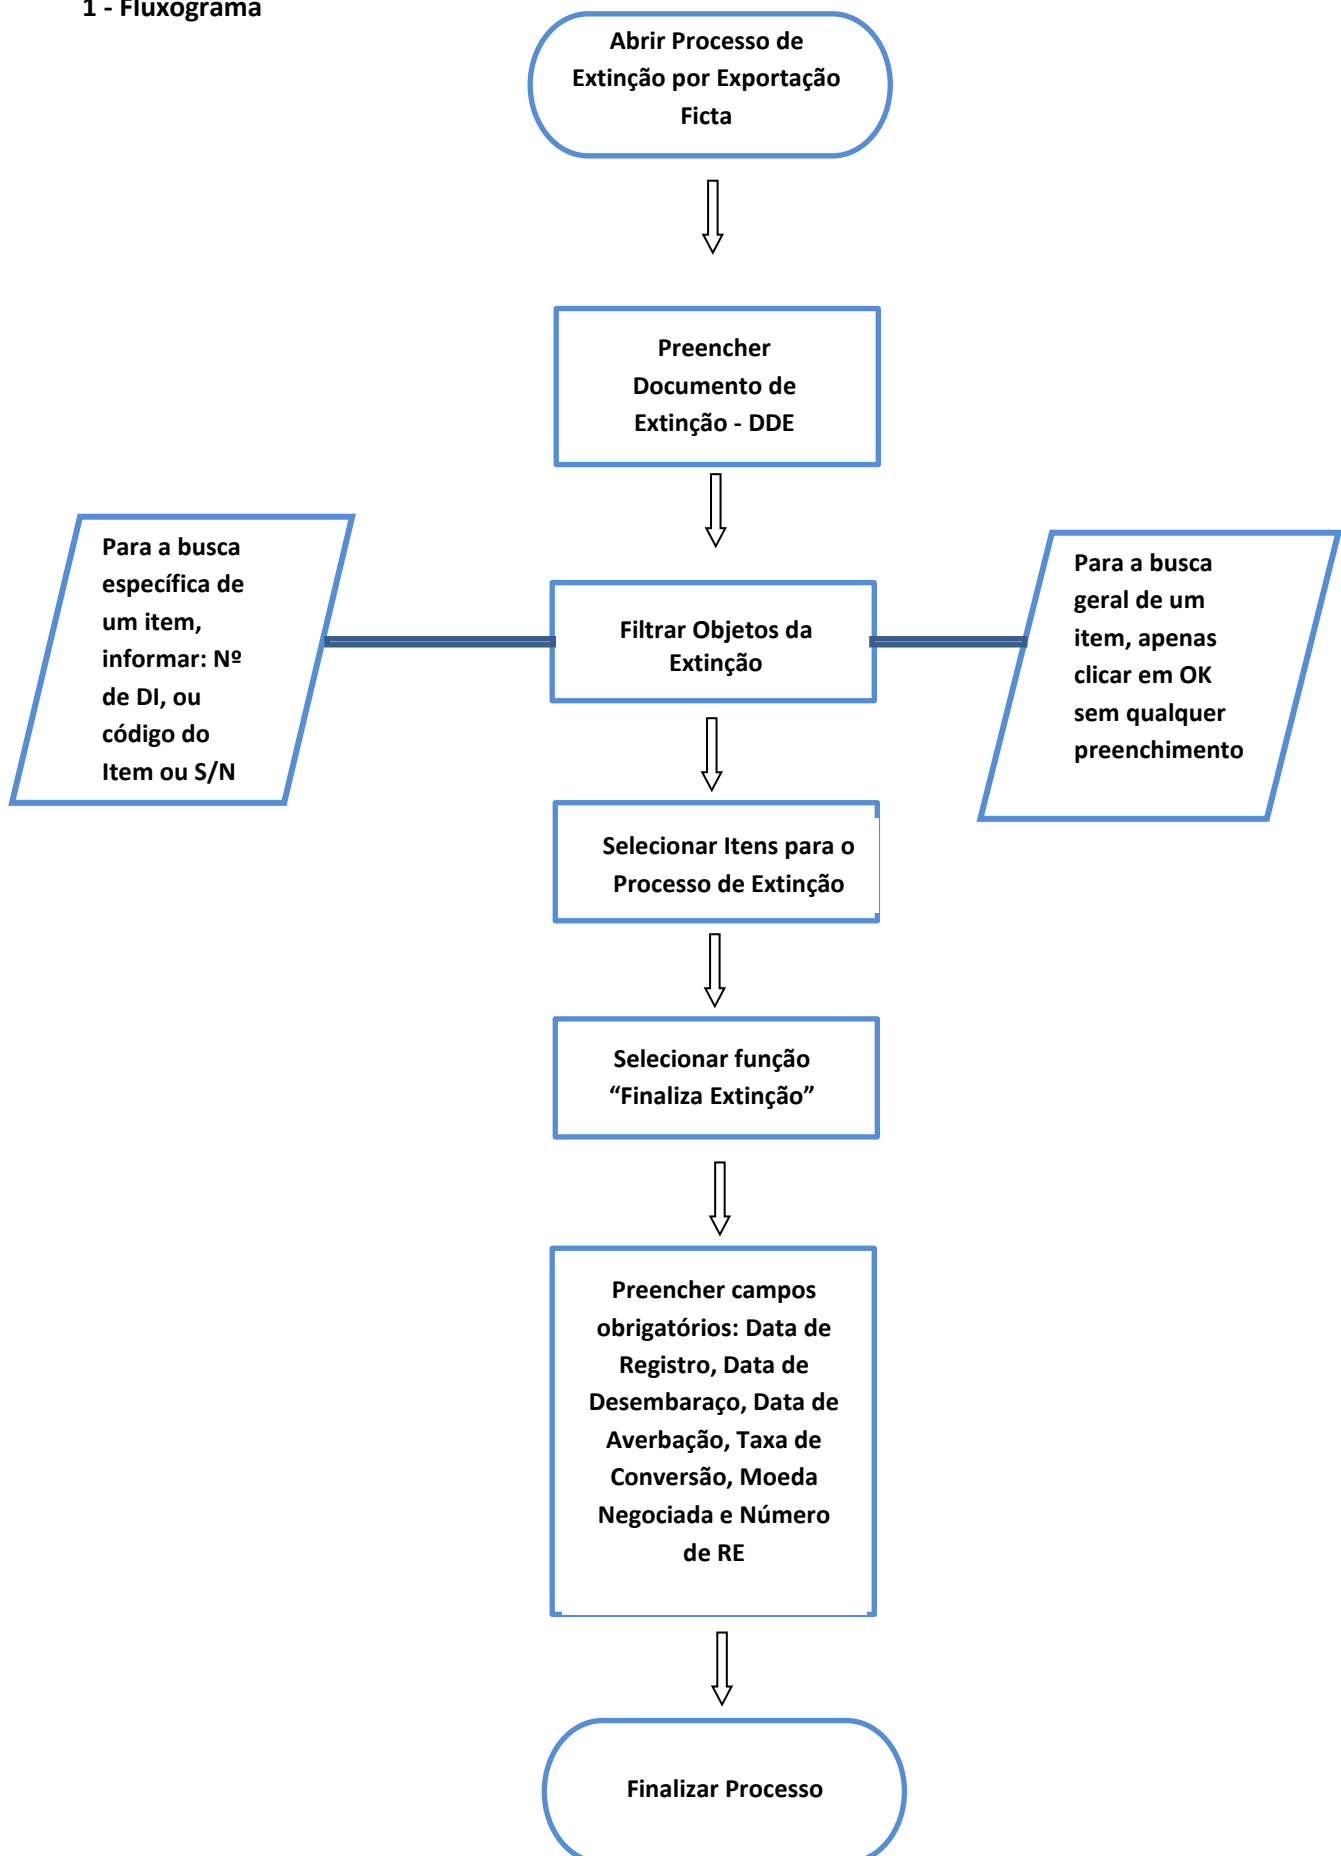 1 - Fluxograma
Abrir Processo de
Extinção por Exportação
Ficta
Preencher
Documento de
Extinção - DDE
Para a busca
específica de
um item,
informar: Nº
de DI, ou
código do
Item ou S/N
Filtrar Objetos da
Extinção
Para a busca
geral de um
item, apenas
clicar em OK
sem qualquer
preenchimento
Selecionar Itens para o
Processo de Extinção
Selecionar função
“Finaliza Extinção”
Preencher campos
obrigatórios: Data de
Registro, Data de
Desembaraço, Data de
Averbação, Taxa de
Conversão, Moeda
Negociada e Número
de RE
Finalizar Processo